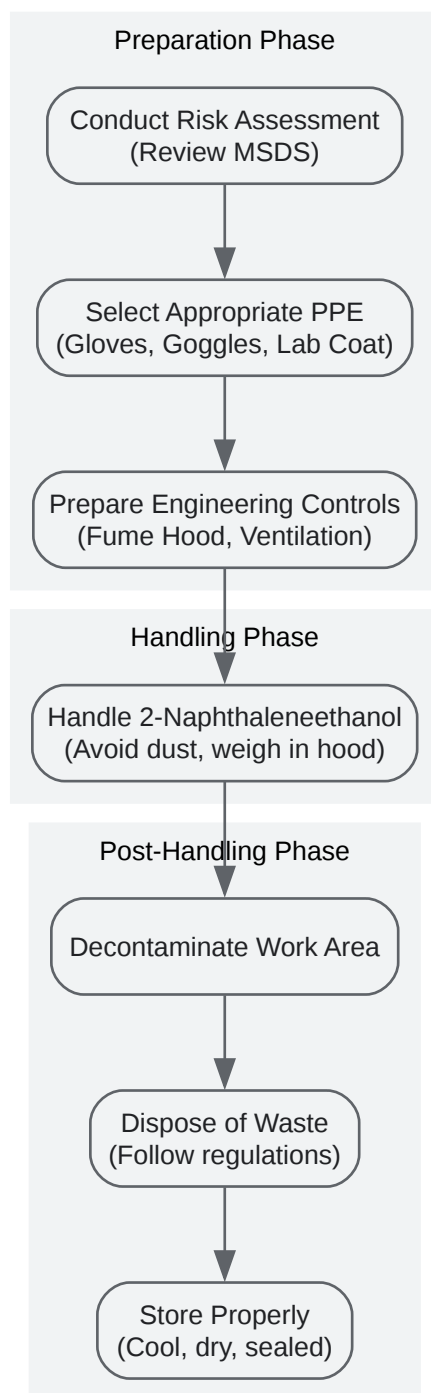 Preparation Phase
Conduct Risk Assessment
(Review MSDS)
Select Appropriate PPE
(Gloves, Goggles, Lab Coat)
Prepare Engineering Controls
(Fume Hood, Ventilation)
Handling Phase
Handle 2-Naphthaleneethanol
(Avoid dust, weigh in hood)
Post-Handling Phase
Decontaminate Work Area
Dispose of Waste
(Follow regulations)
Store Properly
(Cool, dry, sealed)